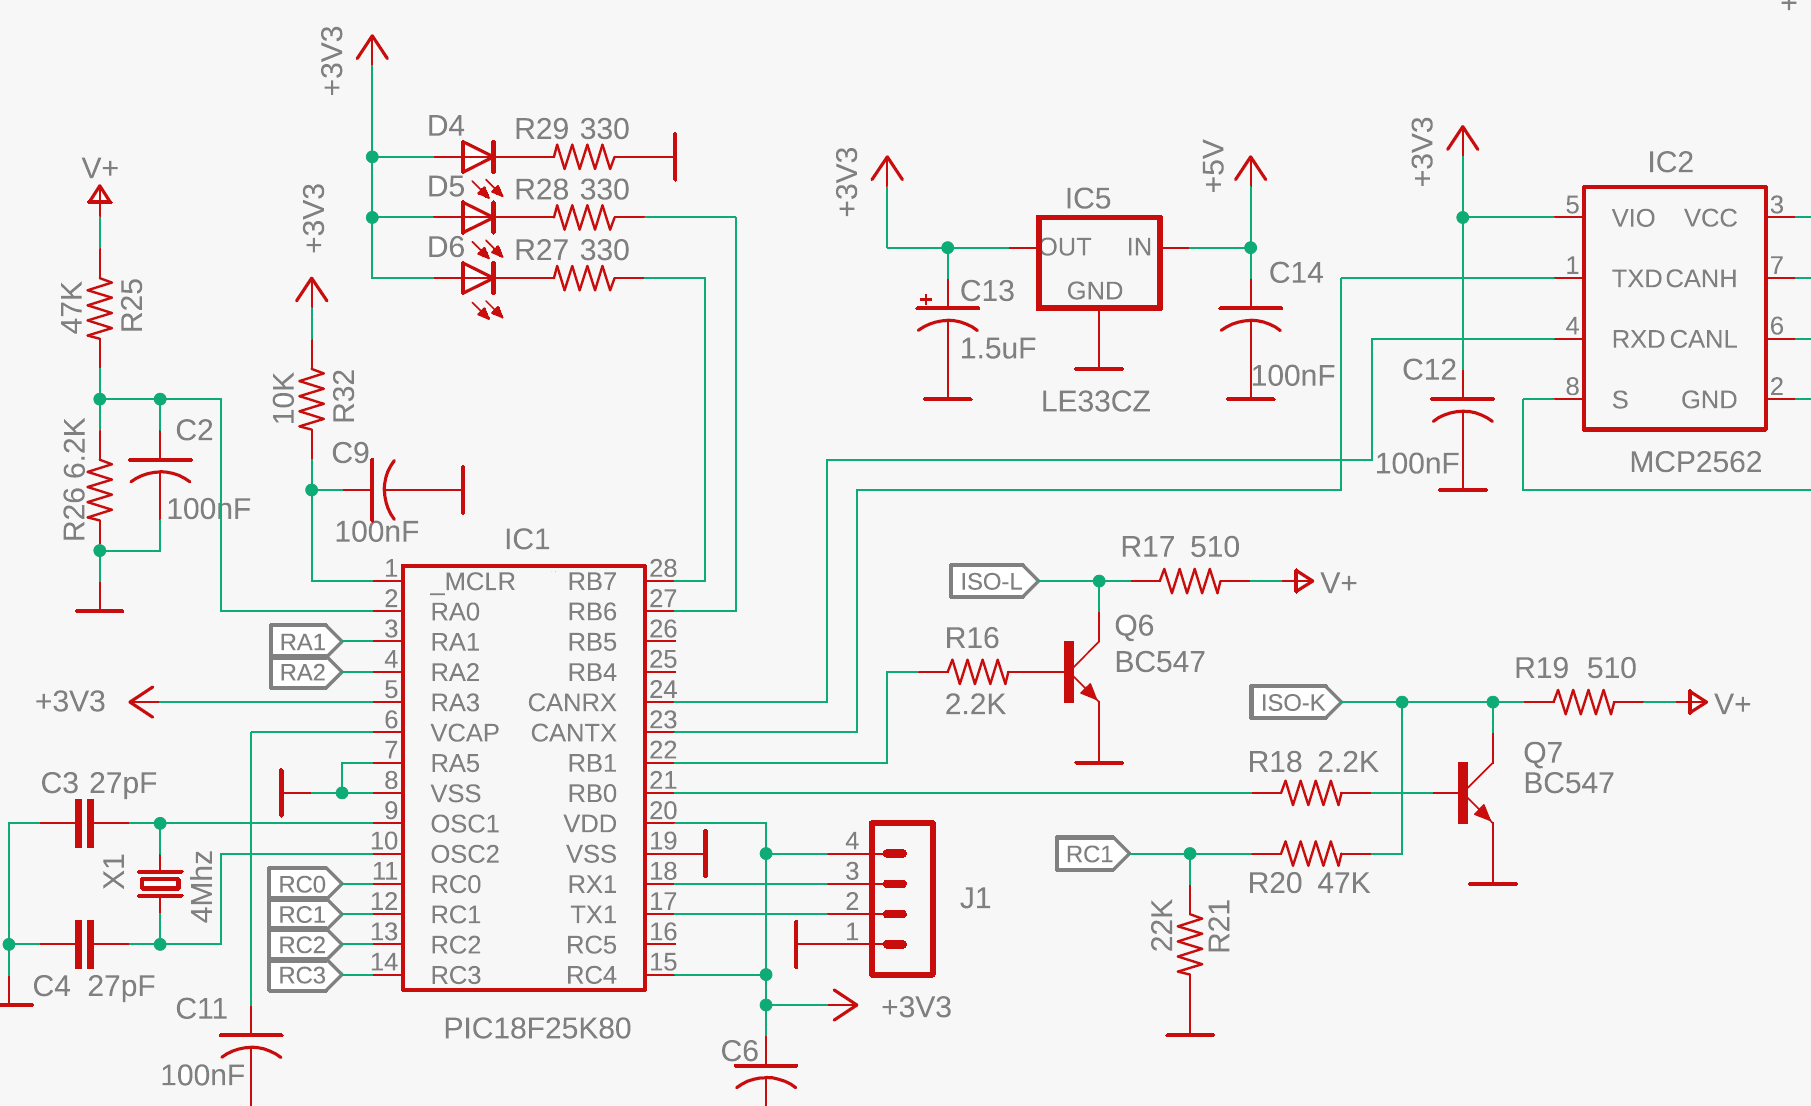 +
+3V3
D4 R29 330
D5 R28 330
D6 R27 330
V+
47K R25
R26 6.2K
C2
100nF
+3V3
10K R32
C9
100nF
+3V3
C13
1.5uF
+
IC5
OUT IN
GND
LE33CZ
+5V
C14
100nF
+3V3
C12
100nF
IC2
5 VIO VCC 3
1 TXD CANH 7
4 RXD CANL 6
8 S GND 2
MCP2562
IC1
1 _MCLR RB7 28
2 RA0 RB6 27
RA1 3 RA1 RB5 26
RA2 4 RA2 RB4 25
+3V3 5 RA3 CANRX 24
6 VCAP CANTX 23
7 RA5 RB1 22
8 VSS RB0 21
9 OSC1 VDD 20
10 OSC2 VSS 19
RC0 11 RC0 RX1 18
RC1 12 RC1 TX1 17
RC2 13 RC2 RC5 16
RC3 14 RC3 RC4 15
PIC18F25K80
C3 27pF
X1 4Mhz
C4 27pF
C11
100nF
4
3
2
1
J1
+3V3
C6
ISO-L
R17 510
V+
R16
2.2K
Q6
BC547
ISO-K
R19 510
V+
R18 2.2K
Q7
BC547
RC1
R20 47K
22K R21